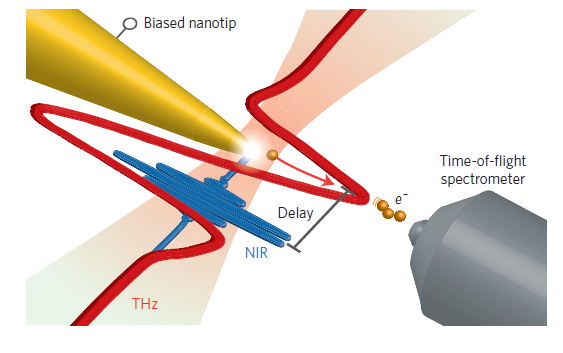 Biased nanotip
Time-of-flight
spectrometer
e⁻
Delay
NIR
THz